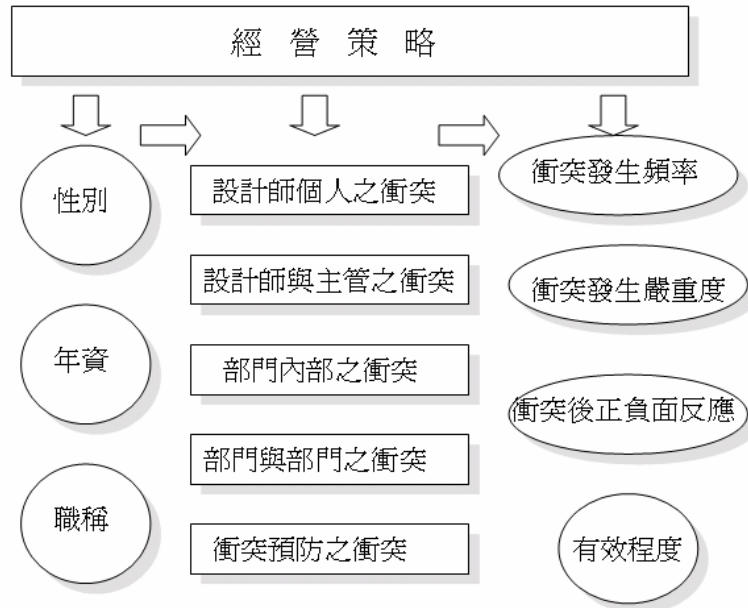 經營策略
性別
年資
職稱
設計師個人之衝突
設計師與主管之衝突
部門內部之衝突
部門與部門之衝突
衝突預防之衝突
衝突發生頻率
衝突發生嚴重度
衝突後正負面反應
有效程度